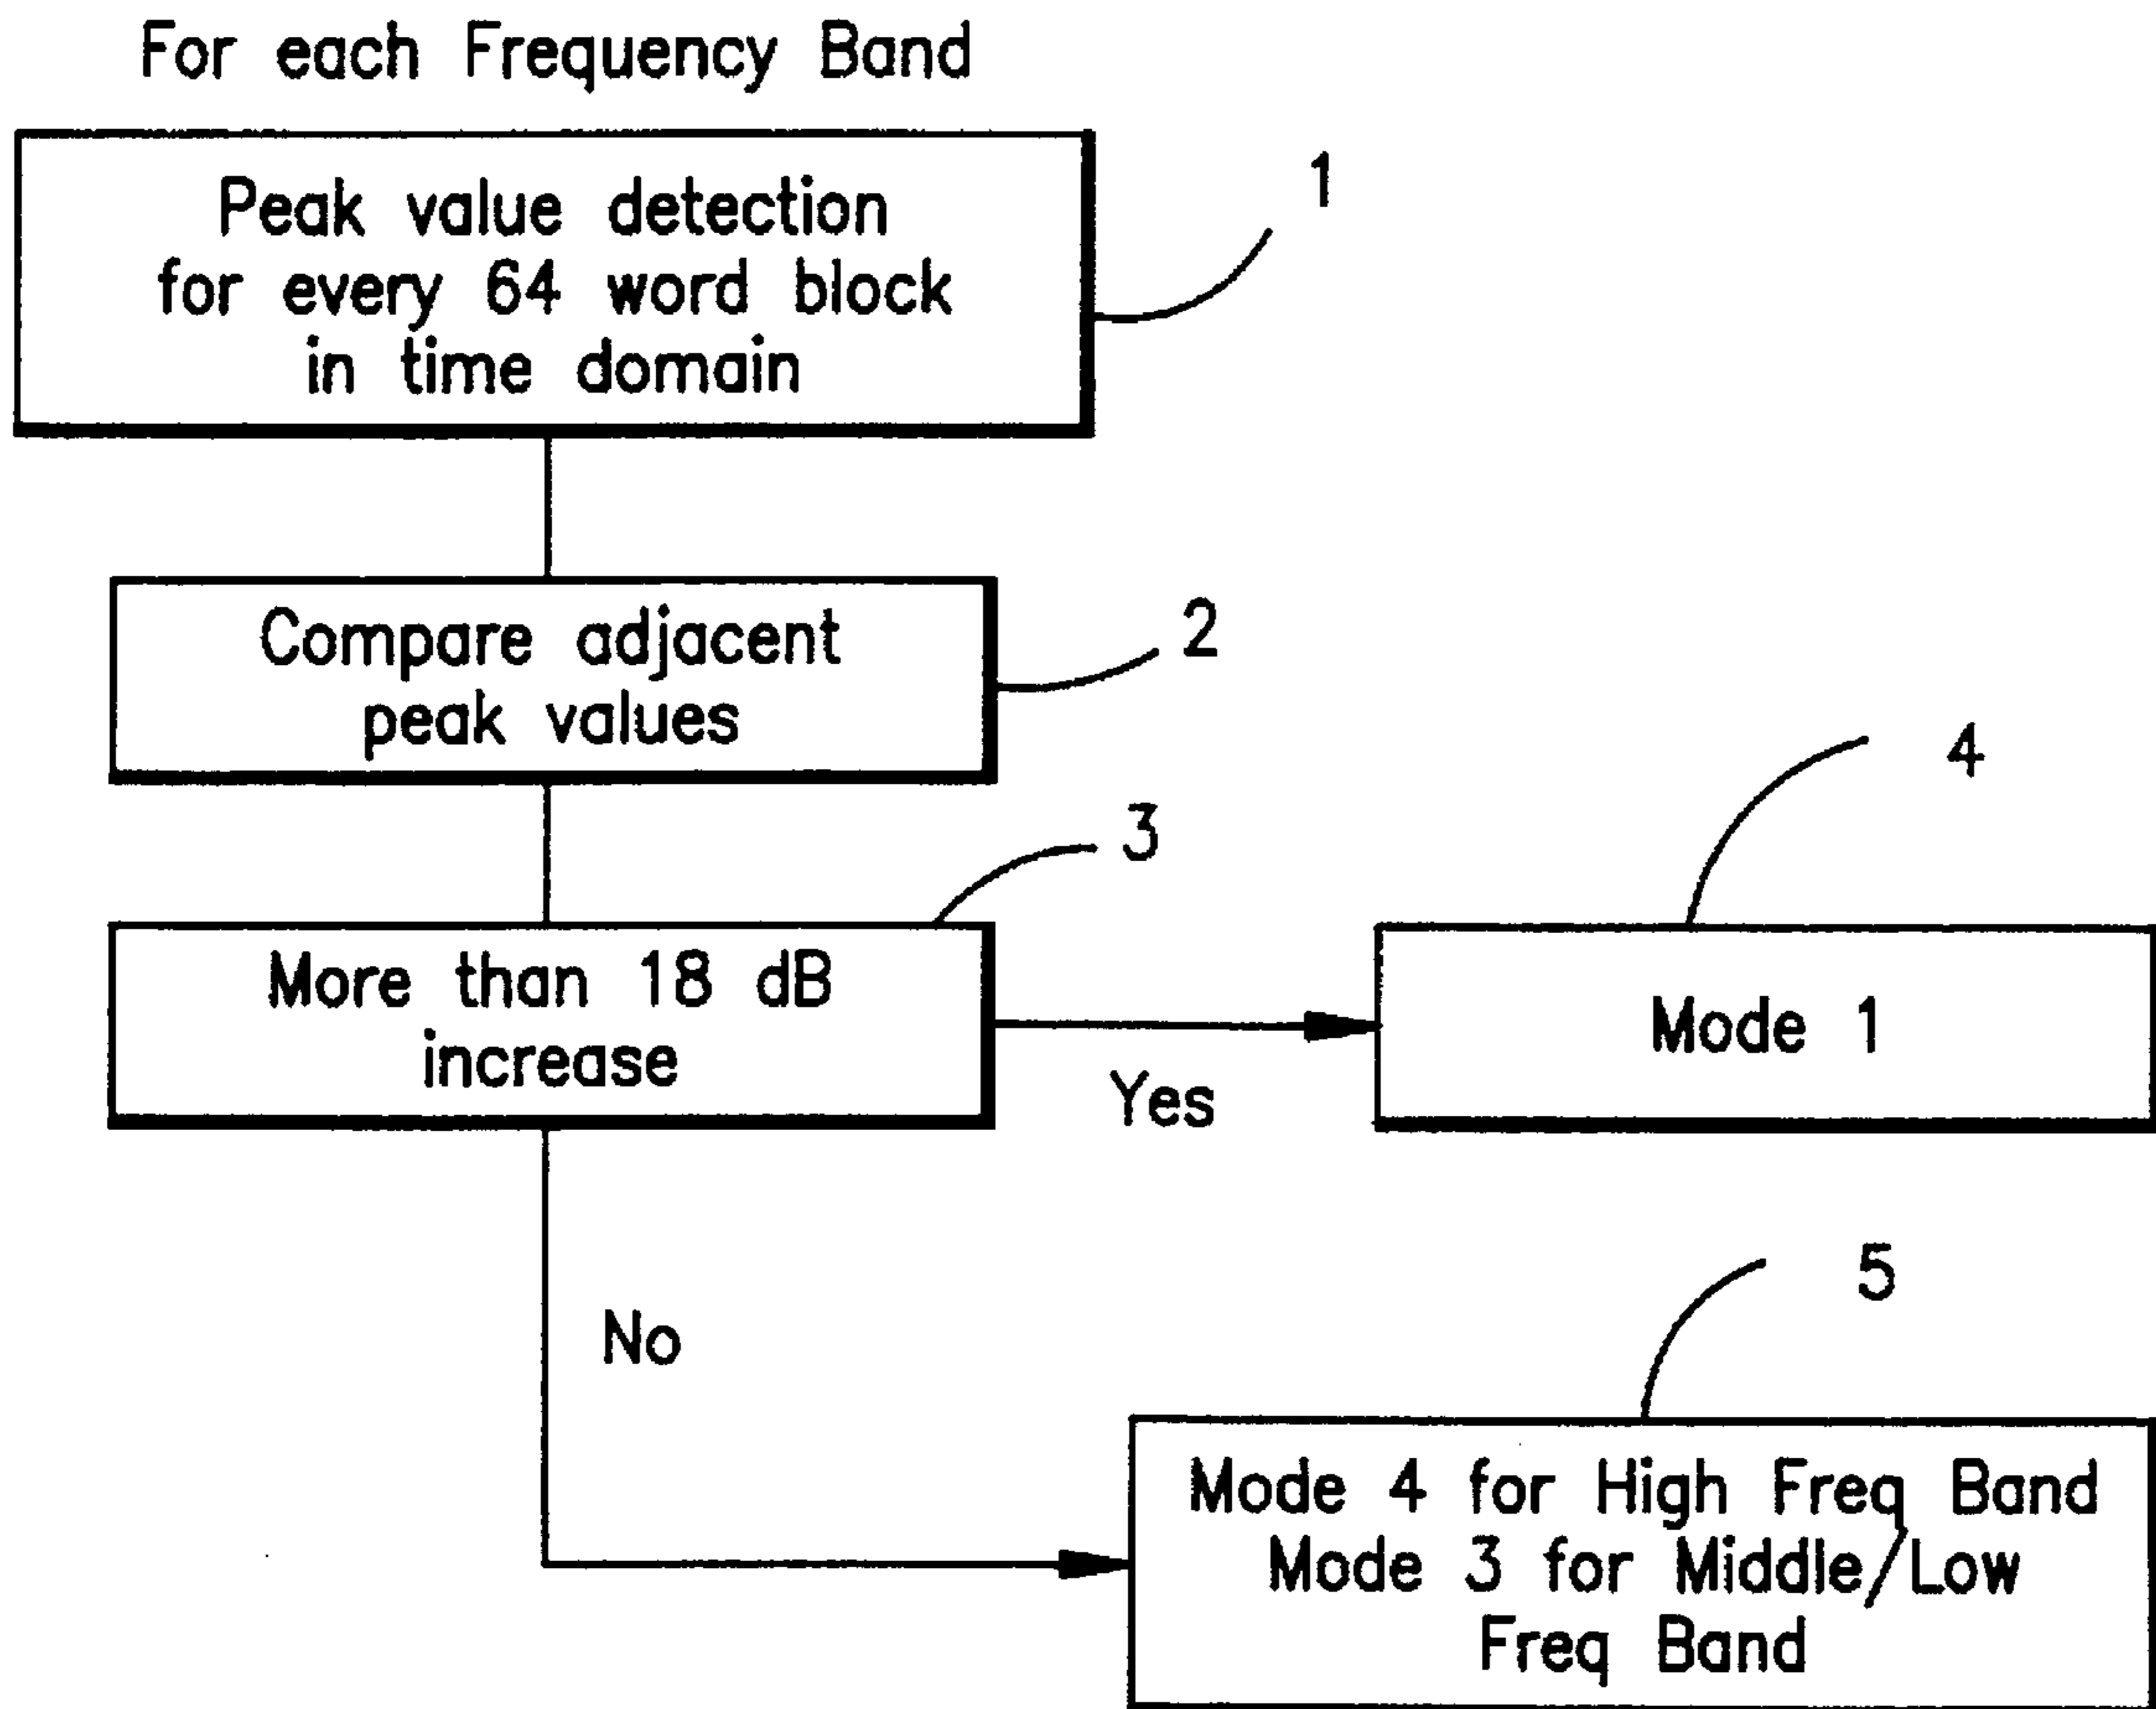 For each Frequency Band
Peak value detection
for every 64 word block
in time domain
1
Compare adjacent
peak values
2
More than 18 dB
increase
3
Yes
Mode 1
4
No
5
Mode 4 for High Freq Band
Mode 3 for Middle/Low
Freq Band